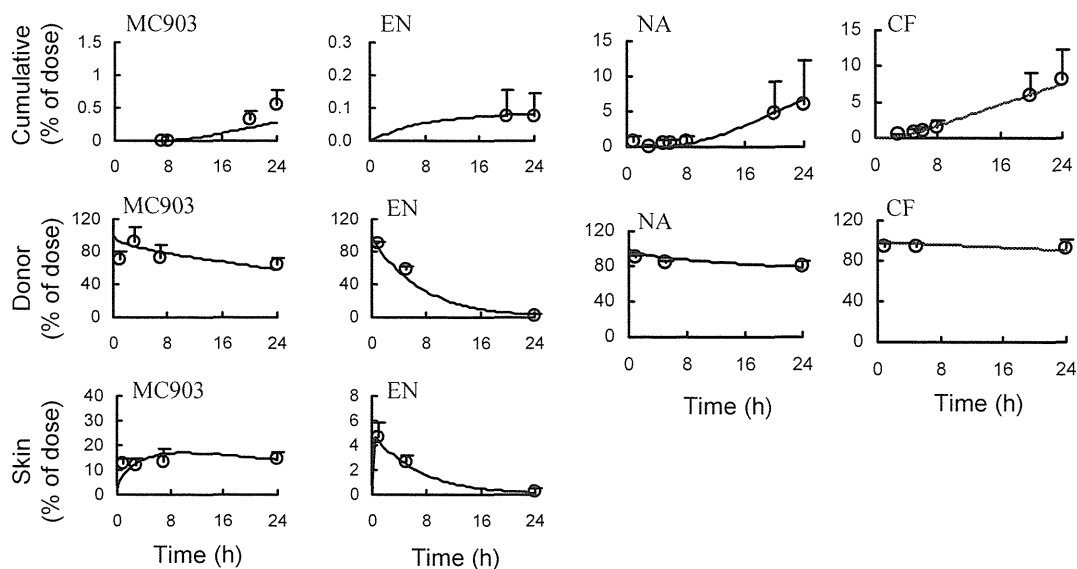 MC903
EN
NA
CF
Cumulative
(% of dose)
1.5
1
0.5
0
0 8 16 24
0.3
0.2
0.1
0.0
0 8 16 24
15
10
5
0
0 8 16 24
15
10
5
0
0 8 16 24
MC903
EN
NA
CF
Donor
(% of dose)
120
80
40
0
0 8 16 24
120
80
40
0
0 8 16 24
120
80
40
0
0 8 16 24
120
80
40
0
0 8 16 24
Time (h)
Time (h)
MC903
EN
Skin
(% of dose)
40
30
20
10
0
0 8 16 24
8
6
4
2
0
0 8 16 24
Time (h)
Time (h)